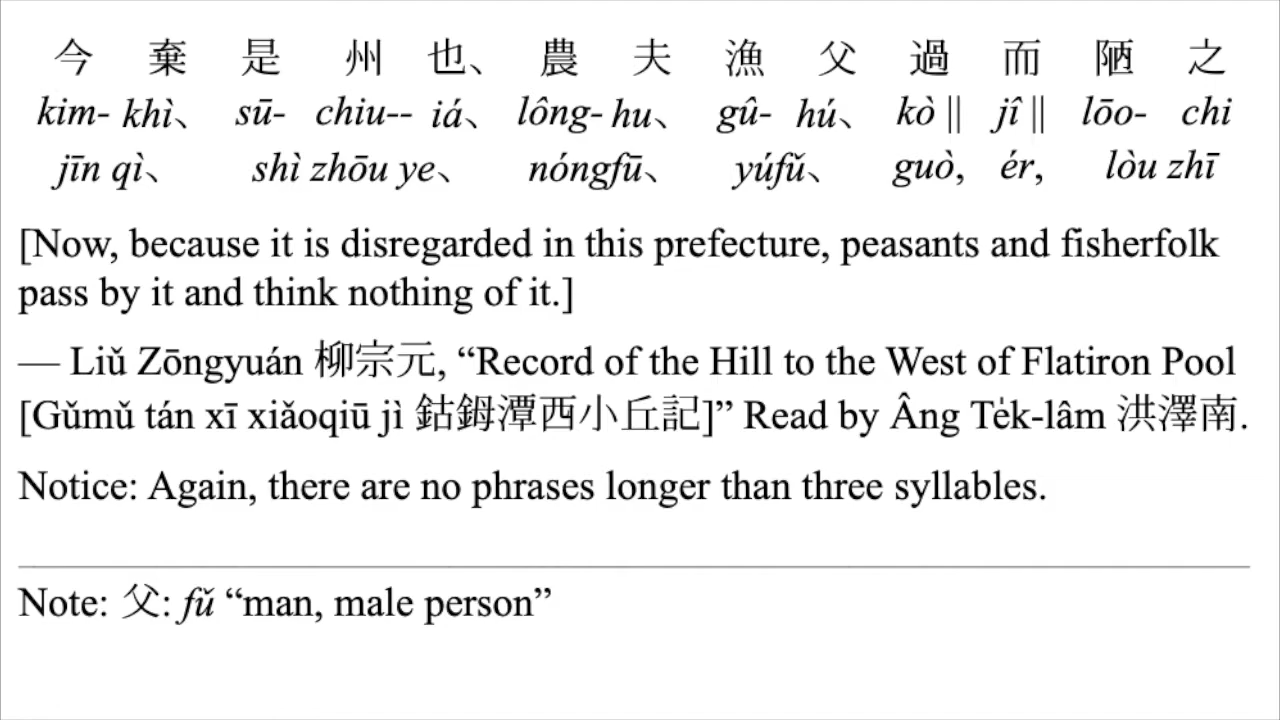 今 棄 是 州 也、 農 夫 漁 父 過 而 陋 之
kim- khì、 sū- chiu-- iá、 lông- hu、 gû- hú、 kò || jî || lōo- chi
jīn qì、 shì zhōu ye、 nóngfū、 yúfǔ、 guò, ér, lòu zhī
[Now, because it is disregarded in this prefecture, peasants and fisherfolk
pass by it and think nothing of it.]
— Liǔ Zōngyuán 柳宗元, “Record of the Hill to the West of Flatiron Pool
[Gǔmǔ tán xī xiǎoqiū jì 鈷鉧潭西小丘記]” Read by Âng Te̍k-lâm 洪澤南.
Notice: Again, there are no phrases longer than three syllables.
Note: 父: fǔ “man, male person”